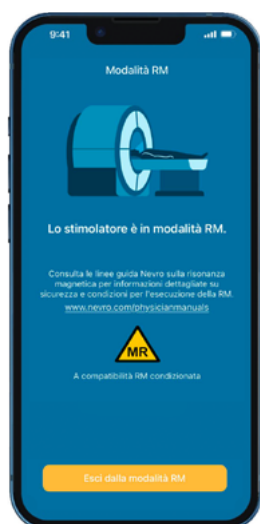 9:41
Modalità RM
Lo stimolatore è in modalità RM.
Consulta le linee guida Nevro sulla risonanza
magnetica per informazioni dettagliate su
sicurezza e condizioni per l'esecuzione della RM.
www.nevro.com/physicianmanuals
MR
A compatibilità RM condizionata
Esci dalla modalità RM